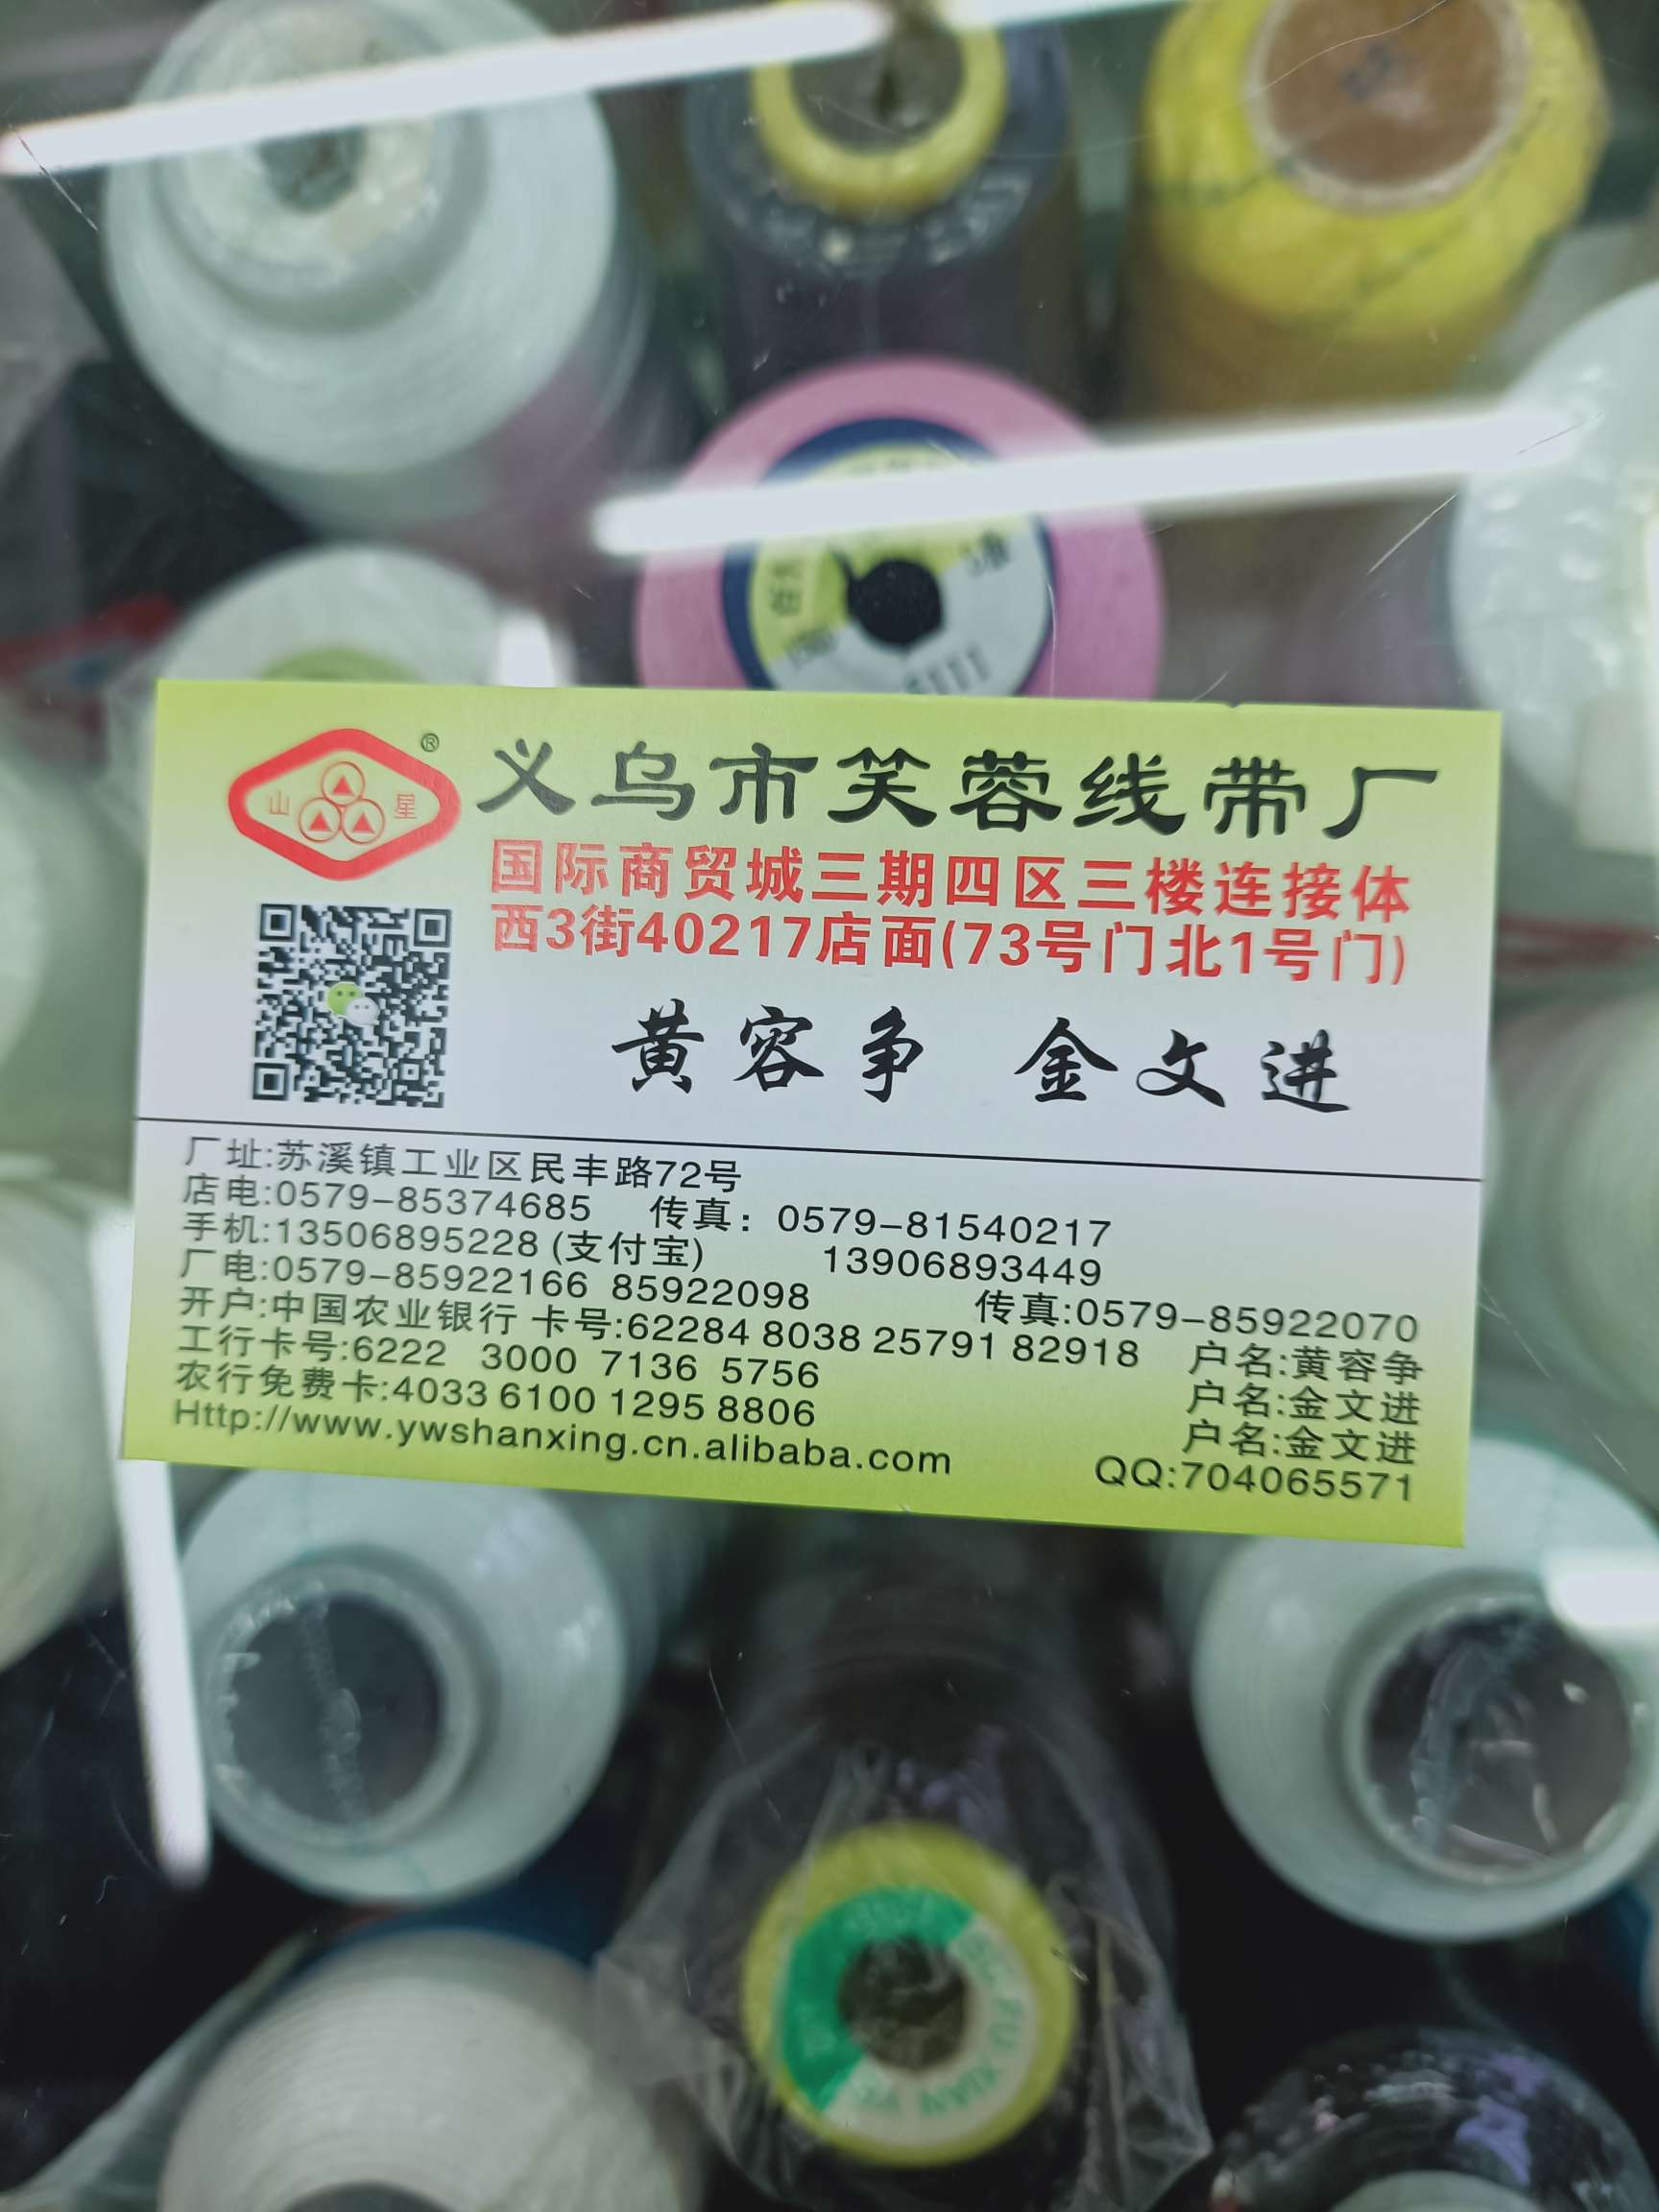 山 星 ®
义乌市笑蓉线带厂
国际商贸城三期四区三楼连接体
西3街40217店面(73号门北1号门)
黄容争 金文进
厂址:苏溪镇工业区民丰路72号
店电:0579-85374685 传真：0579-81540217
手机:13506895228(支付宝) 13906893449
厂电:0579-85922166 85922098 传真:0579-85922070
开户:中国农业银行 卡号:62284 8038 25791 82918 户名:黄容争
工行卡号:6222 3000 7136 5756 户名:金文进
农行免费卡:4033 6100 1295 8806 户名:金文进
Http://www.ywshanxing.cn.alibaba.com QQ:704065571